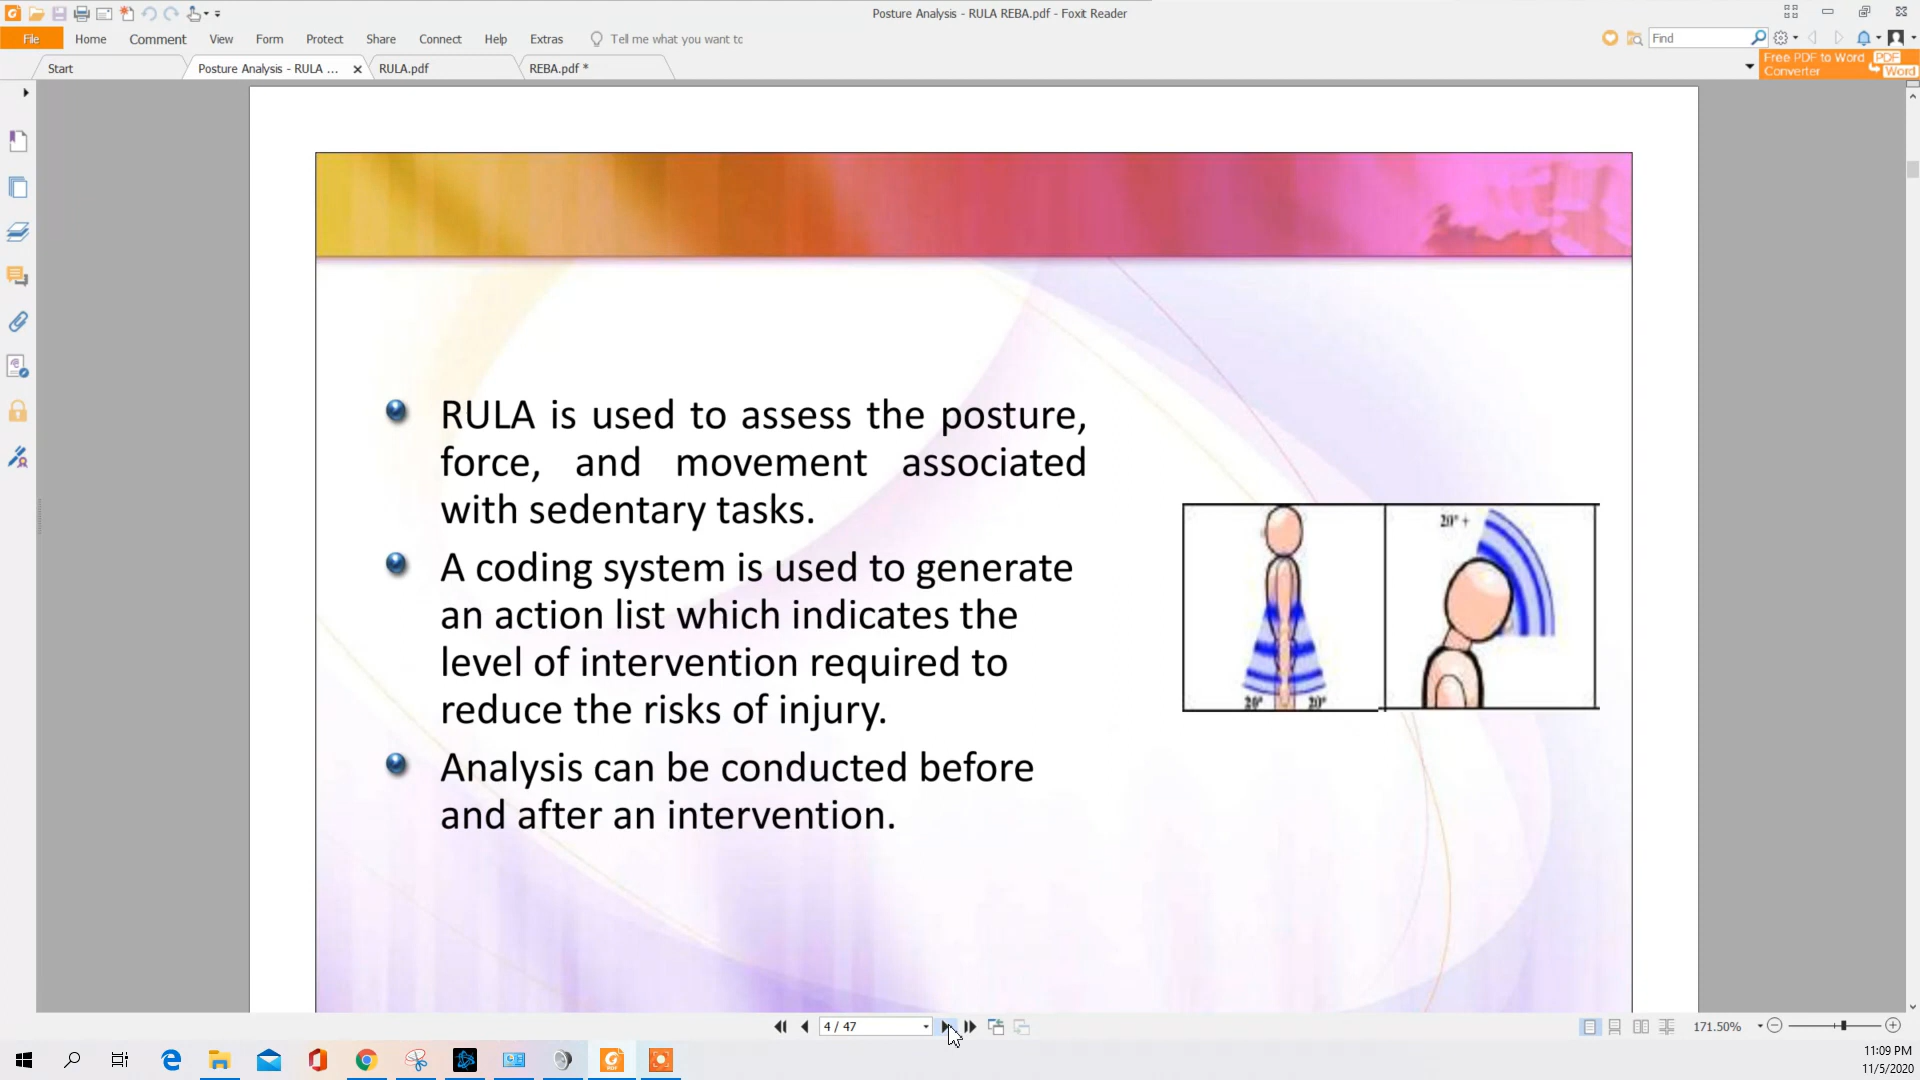 Posture Analysis - RULA REBA.pdf - Foxit Reader
File Home Comment View Form Protect Share Connect Help Extras Tell me what you want to Find
Start Posture Analysis - RULA ... RULA.pdf REBA.pdf * Free PDF to Word Converter PDF Word
RULA is used to assess the posture,
force, and movement associated
with sedentary tasks.
A coding system is used to generate
an action list which indicates the
level of intervention required to
reduce the risks of injury.
Analysis can be conducted before
and after an intervention.
20° +
20° 20°
4 / 47 171.50%
11:09 PM
11/5/2020